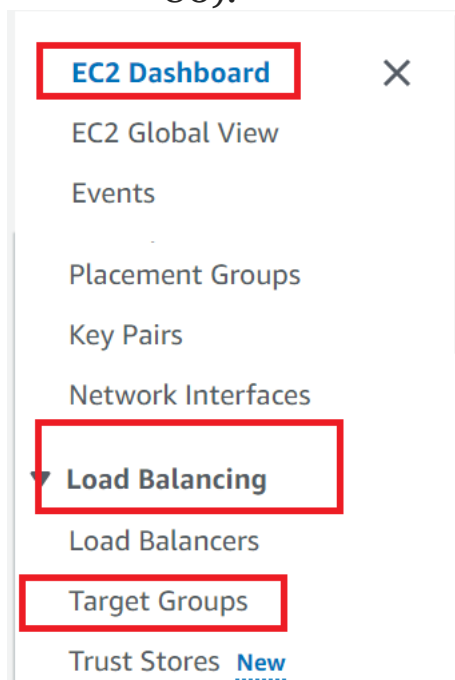 EC2 Dashboard
EC2 Global View
Events
Placement Groups
Key Pairs
Network Interfaces
Load Balancing
Load Balancers
Target Groups
Trust Stores New